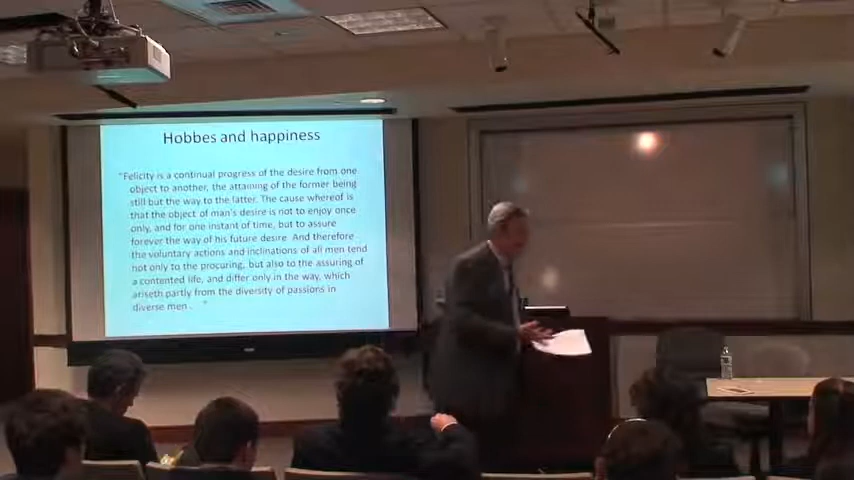 Hobbes and happiness
"Felicity is a continual progress of the desire from one
object to another, the attaining of the former being
still but the way to the latter. The cause whereof is
that the object of man's desire is not to enjoy once
only, and for one instant of time, but to assure
forever the way of his future desire. And therefore
the voluntary actions and inclinations of all men tend
not only to the procuring, but also to the assuring of
a contented life, and differ only in the way, which
ariseth partly from the diversity of passions in
diverse men . . "